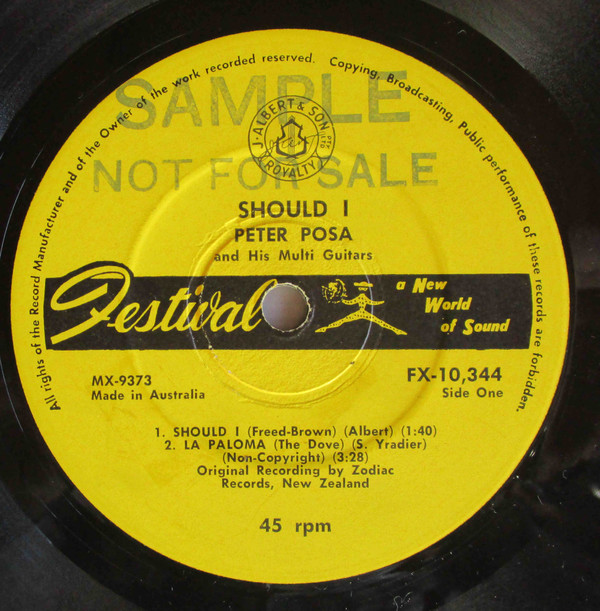 All rights of the Record Manufacturer and of the Owner of the work recorded reserved. Copying, Broadcasting, Public performance of these records are forbidden.
SAMPLE
J. ALBERT & SON PTY LTD
ROYALTY
NOT FOR SALE
SHOULD I
PETER POSA
and His Multi Guitars
Festival
a New
World
of Sound
MX-9373
Made in Australia
FX-10,344
Side One
1. SHOULD I (Freed-Brown) (Albert) (1:40)
2. LA PALOMA (The Dove) (S. Yradier)
(Non-Copyright) (3:28)
Original Recording by Zodiac
Records, New Zealand
45 rpm